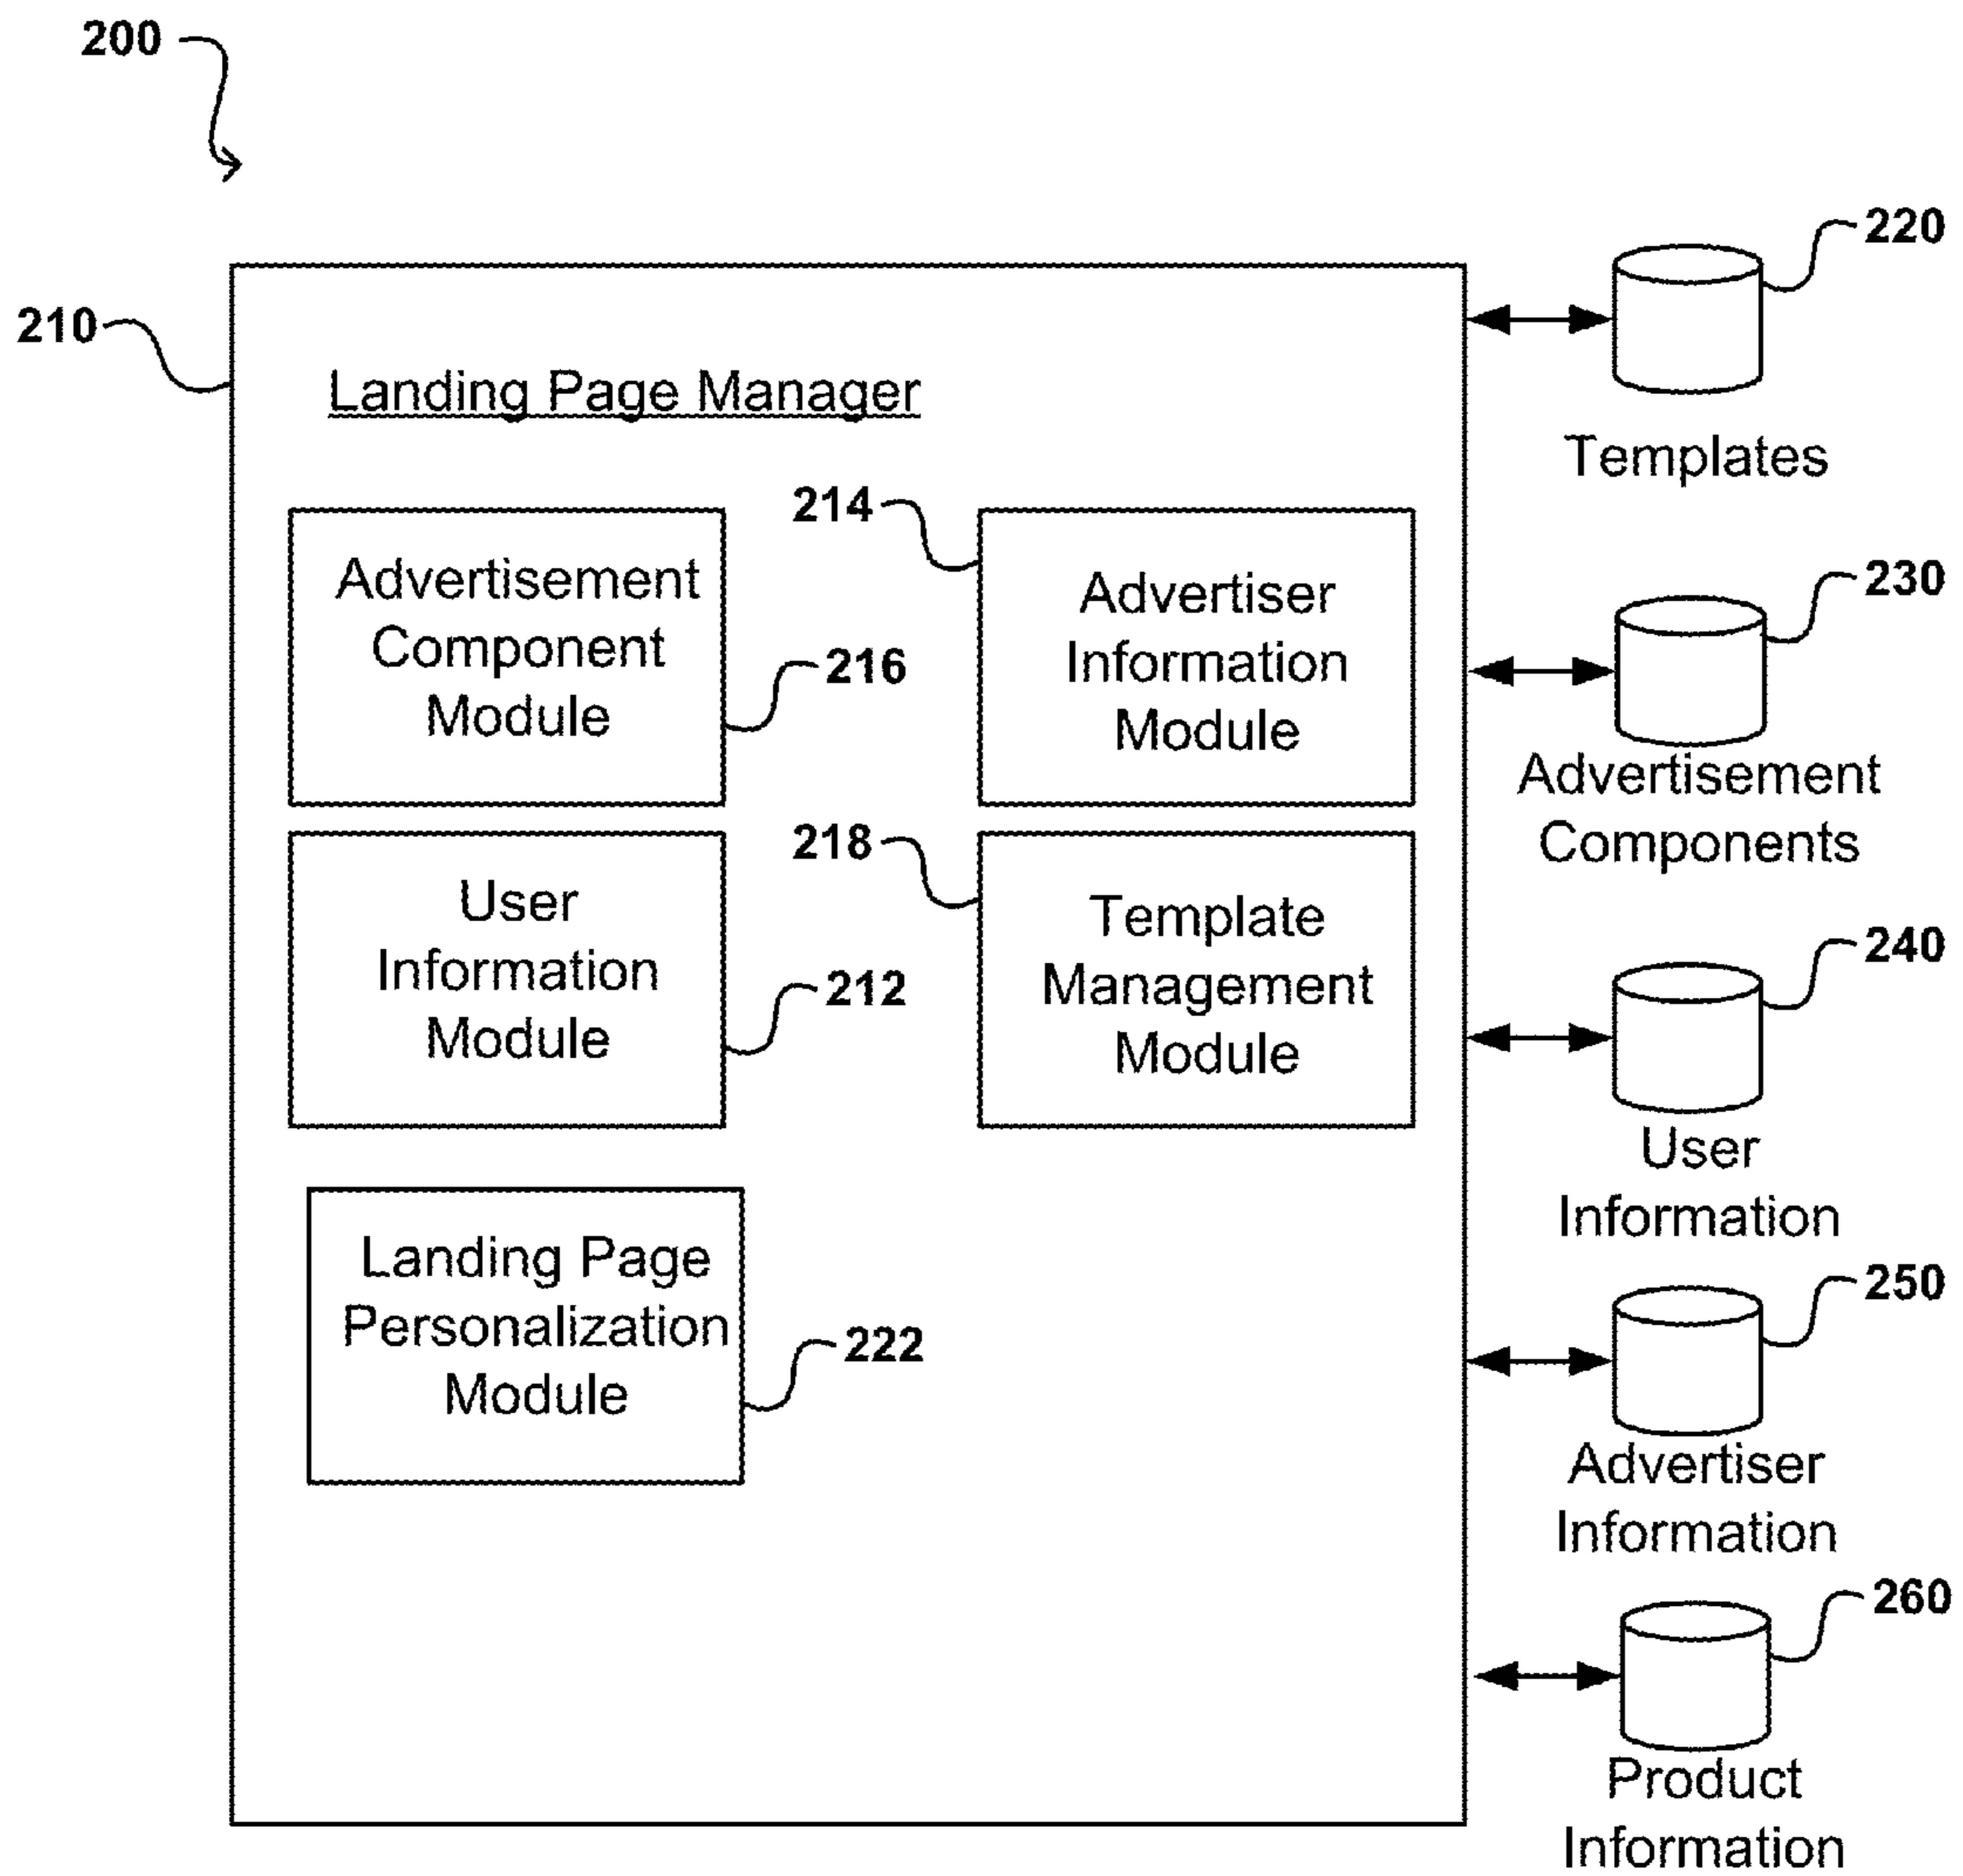 200
220
210
Landing Page Manager
Templates
214
Advertisement
Component
Module
216
Advertiser
Information
Module
230
Advertisement
Components
218
User
Information
Module
212
Template
Management
Module
240
User
Information
Landing Page
Personalization
Module
222
250
Advertiser
Information
260
Product
Information